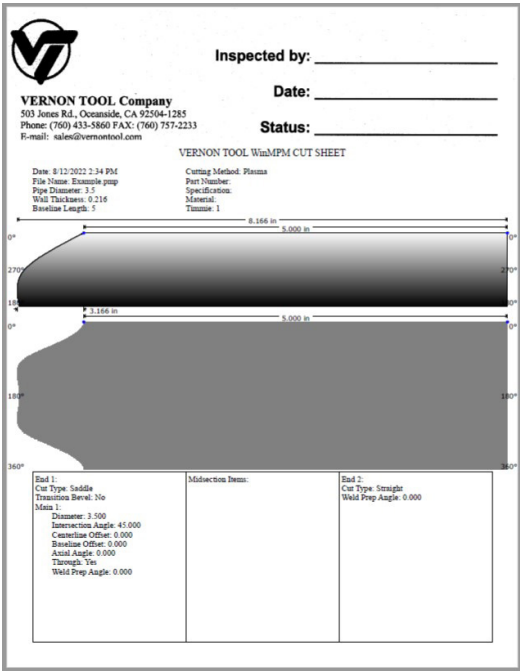 VT
Inspected by:
Date:
Status:
VERNON TOOL Company
503 Jones Rd., Oceanside, CA 92504-1285
Phone: (760) 433-5860 FAX: (760) 757-2233
E-mail: sales@vernontool.com
VERNON TOOL WinMPM CUT SHEET
Date: 8/12/2022 2:34 PM
File Name: Example.pmp
Pipe Diameter: 3.5
Wall Thickness: 0.216
Baseline Length: 5
Cutting Method: Plasma
Part Number:
Specification:
Material:
Timmie: 1
8.166 in
5.000 in
0° 0°
270° 270°
180° 180°
3.166 in
5.000 in
0° 0°
180° 180°
360° 360°
End 1:
Cut Type: Saddle
Transition Bevel: No
Main 1:
Diameter: 3.500
Intersection Angle: 45.000
Centerline Offset: 0.000
Baseline Offset: 0.000
Axial Angle: 0.000
Through: Yes
Weld Prep Angle: 0.000
Midsection Items:
End 2:
Cut Type: Straight
Weld Prep Angle: 0.000